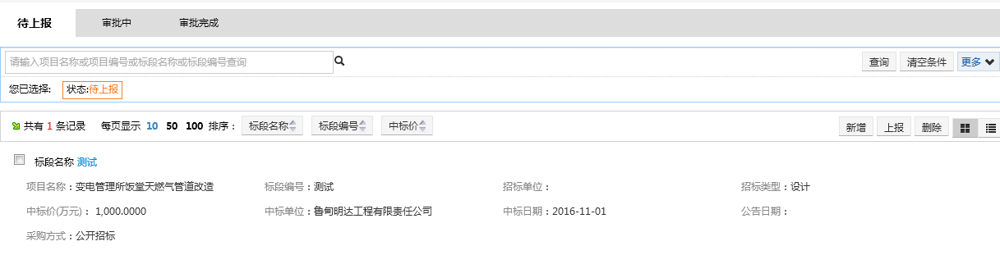 待上报 审批中 审批完成
请输入项目名称或项目编号或标段名称或标段编号查询 查询 清空条件 更多
您已选择: 状态:待上报
共有 1 条记录 每页显示 10 50 100 排序： 标段名称 标段编号 中标价 新增 上报 删除
标段名称 测试
项目名称：变电管理所饭堂天燃气管道改造 标段编号：测试 招标单位： 招标类型：设计
中标价(万元)： 1,000.0000 中标单位：鲁甸明达工程有限责任公司 中标日期：2016-11-01 公告日期：
采购方式：公开招标